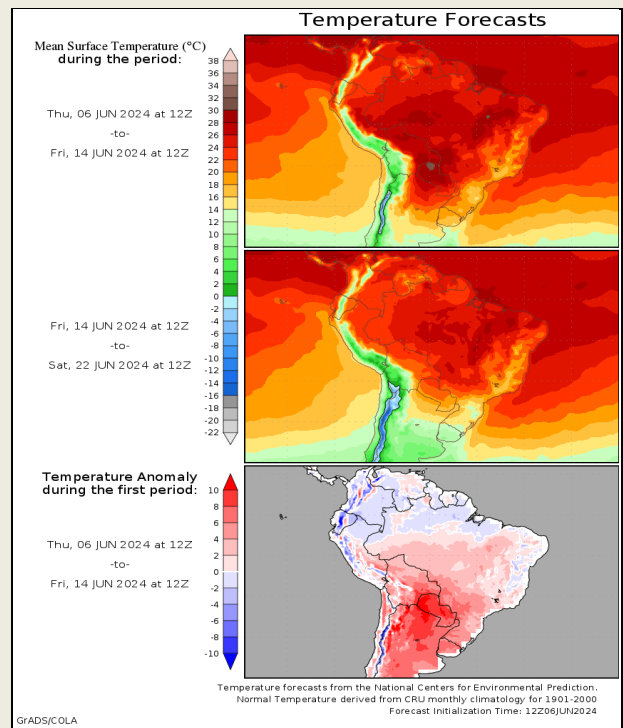 Temperature Forecasts
Mean Surface Temperature (°C)
during the period:
Thu, 06 JUN 2024 at 12Z
-to-
Fri, 14 JUN 2024 at 12Z
38
36
34
32
30
28
26
24
22
20
18
16
14
12
10
8
6
4
2
0
-2
-4
-6
-8
-10
-12
-14
-16
-18
-20
-22
Fri, 14 JUN 2024 at 12Z
-to-
Sat, 22 JUN 2024 at 12Z
Temperature Anomaly
during the first period:
Thu, 06 JUN 2024 at 12Z
-to-
Fri, 14 JUN 2024 at 12Z
10
8
6
4
2
0
-2
-4
-6
-8
-10
Temperature forecasts from the National Centers for Environmental Prediction.
Normal Temperature derived from CRU monthly climatology for 1901-2000
Forecast Initialization Time: 12Z06JUN2024
GrADS/COLA